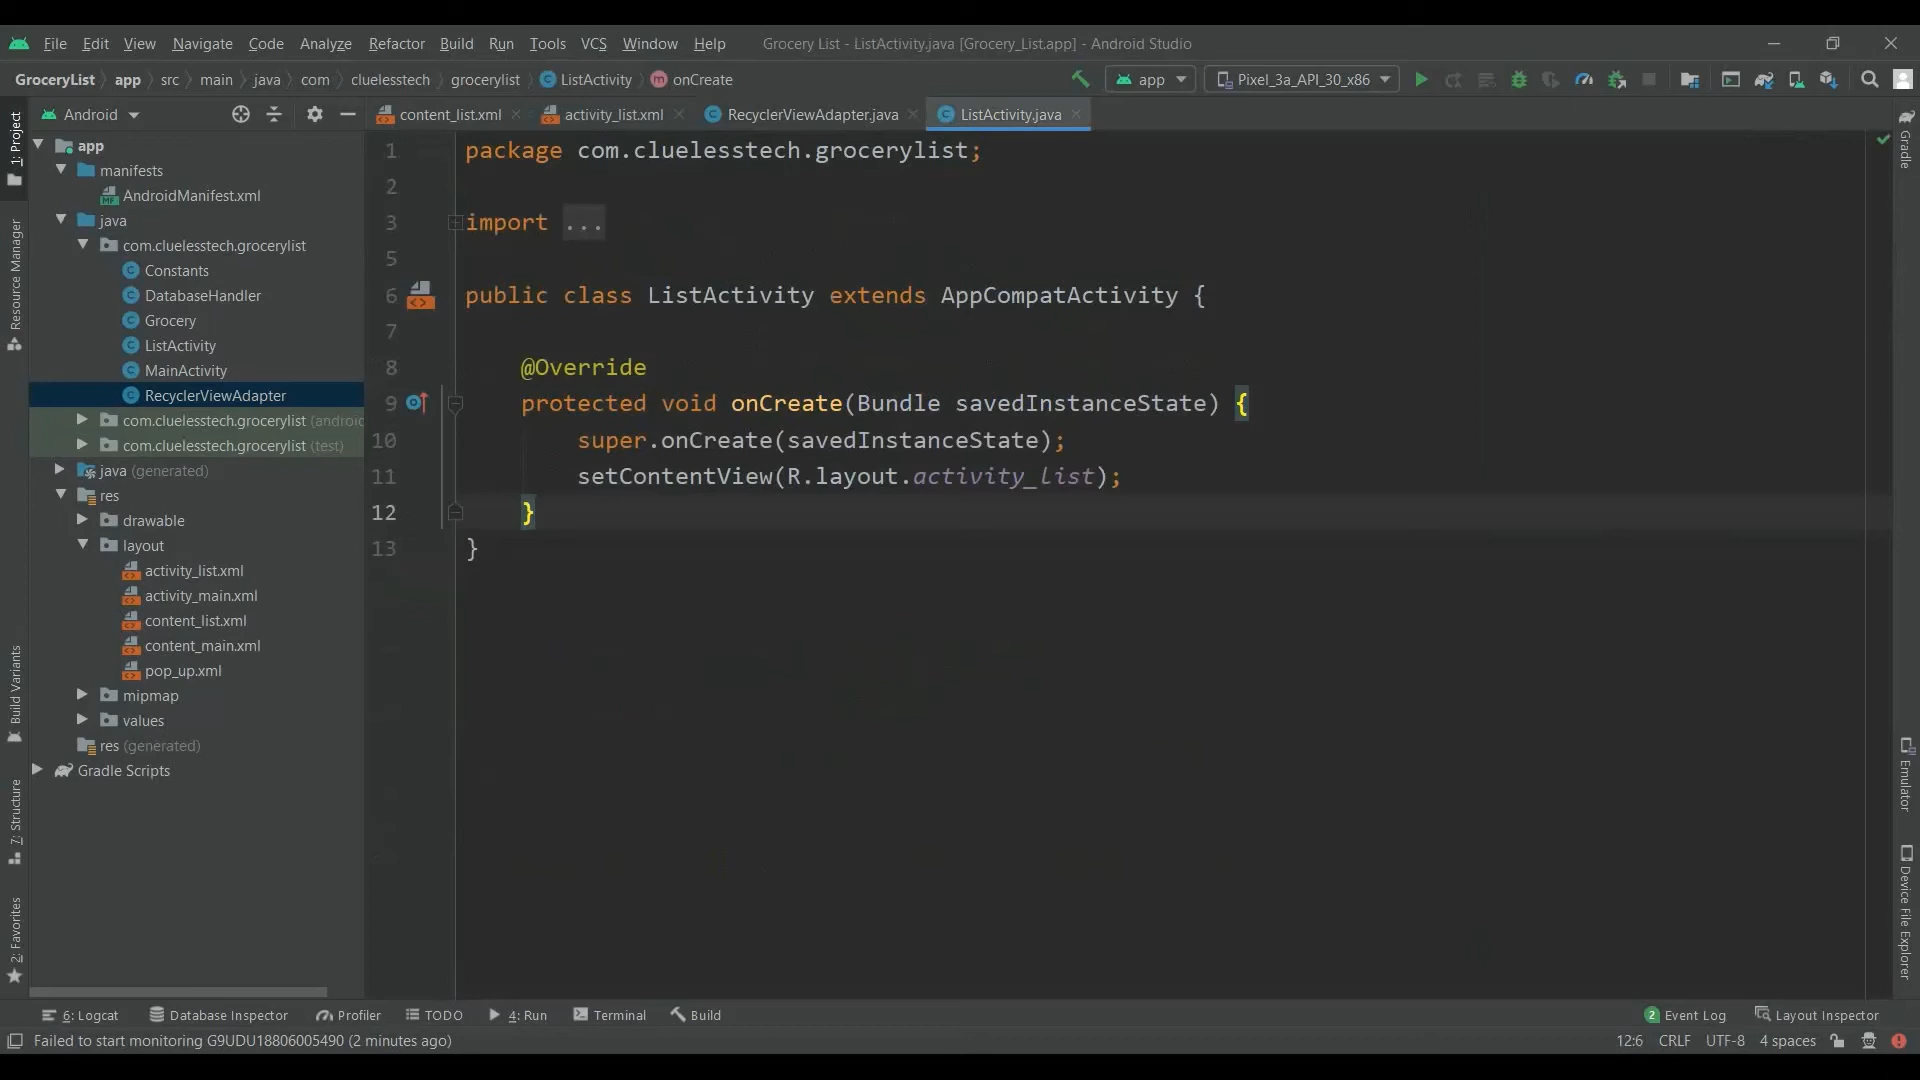 File Edit View Navigate Code Analyze Refactor Build Run Tools VCS Window Help Grocery List - ListActivity.java [Grocery_List.app] - Android Studio
GroceryList app src main java com cluelesstech grocerylist ListActivity onCreate app Pixel_3a_API_30_x86
Android content_list.xml activity_list.xml RecyclerViewAdapter.java ListActivity.java
1: Project
Resource Manager
Build Variants
7: Structure
2: Favorites
app
manifests
AndroidManifest.xml
java
com.cluelesstech.grocerylist
Constants
DatabaseHandler
Grocery
ListActivity
MainActivity
RecyclerViewAdapter
com.cluelesstech.grocerylist (androi
com.cluelesstech.grocerylist (test)
java (generated)
res
drawable
layout
activity_list.xml
activity_main.xml
content_list.xml
content_main.xml
pop_up.xml
mipmap
values
res (generated)
Gradle Scripts
1 package com.cluelesstech.grocerylist;
2
3 import ...
5
6 public class ListActivity extends AppCompatActivity {
7
8 @Override
9 protected void onCreate(Bundle savedInstanceState) {
10 super.onCreate(savedInstanceState);
11 setContentView(R.layout.activity_list);
12 }
13 }
Gradle
Emulator
Device File Explorer
6: Logcat Database Inspector Profiler TODO 4: Run Terminal Build 2 Event Log Layout Inspector
Failed to start monitoring G9UDU18806005490 (2 minutes ago) 12:6 CRLF UTF-8 4 spaces